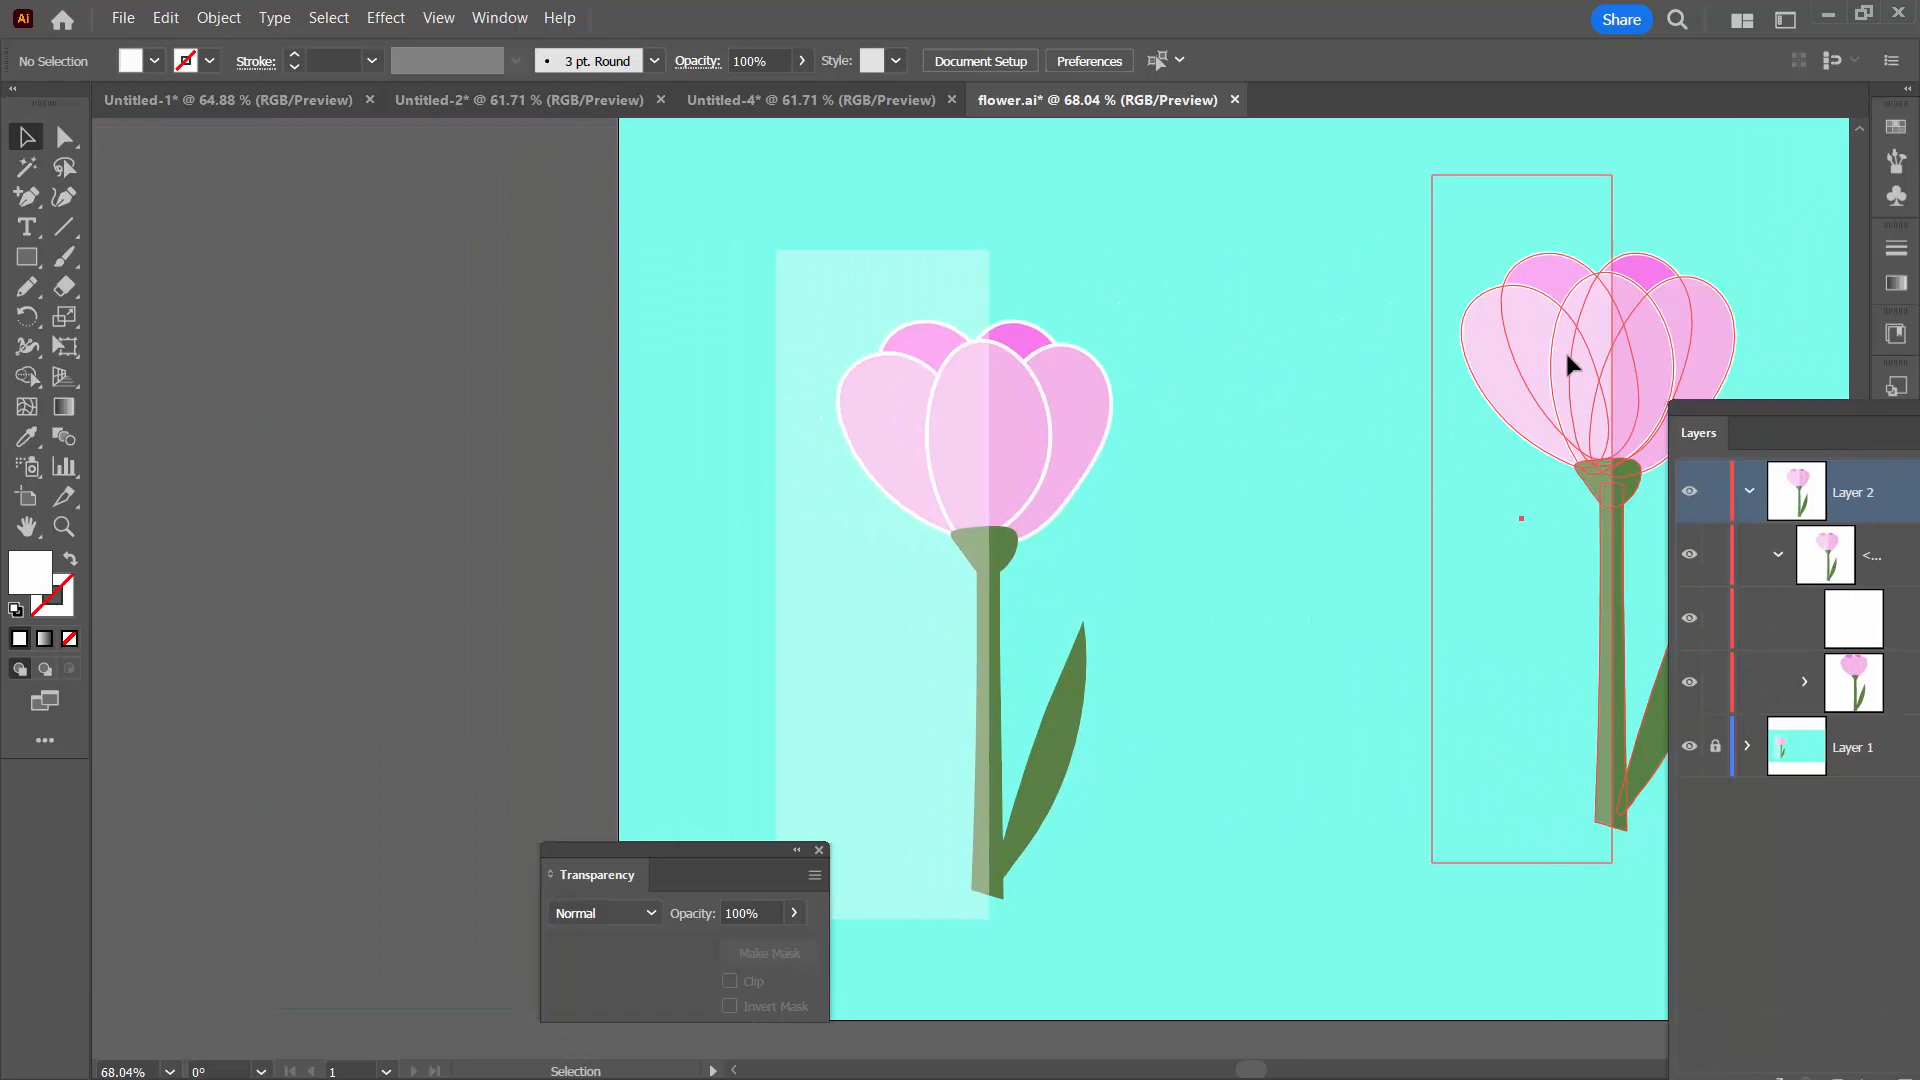 Ai File Edit Object Type Select Effect View Window Help Share
No Selection Stroke: • 3 pt. Round Opacity: 100% Style: Document Setup Preferences
Untitled-1* @ 64.88 % (RGB/Preview) Untitled-2* @ 61.71 % (RGB/Preview) Untitled-4* @ 61.71 % (RGB/Preview) flower.ai* @ 68.04 % (RGB/Preview)
Layers
Layer 2
<...
Layer 1
Transparency
Normal Opacity: 100%
Make Mask
Clip
Invert Mask
68.04% 0° 1 Selection